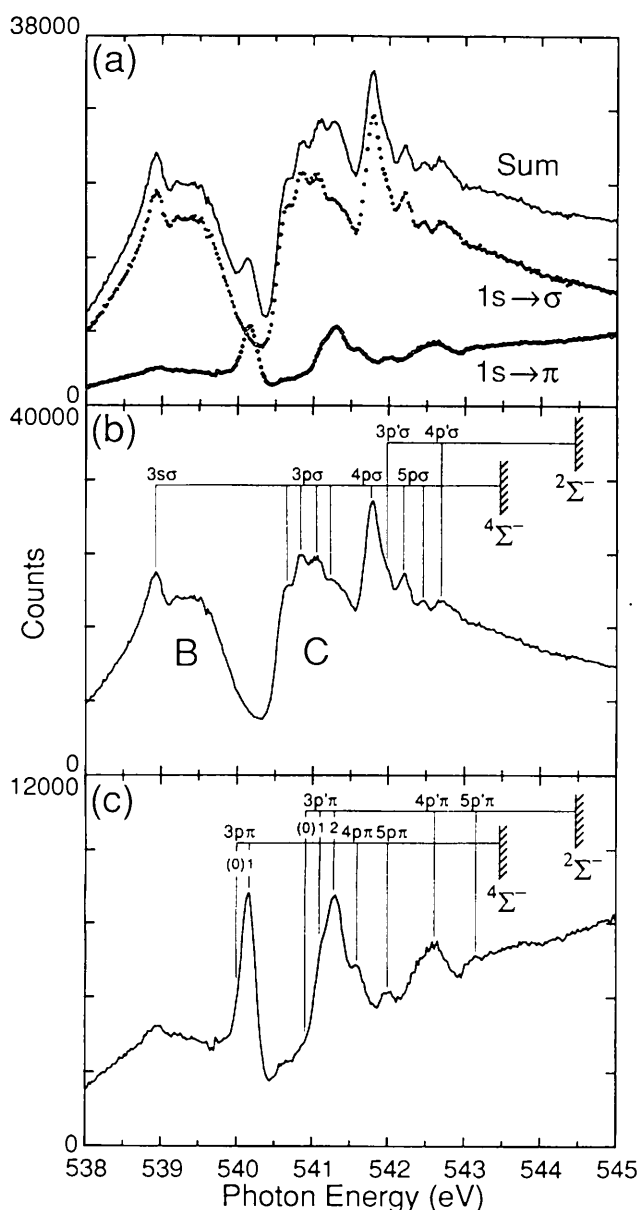 38000
(a)
Sum
1s→σ
1s→π
0
40000
(b)
3p'σ 4p'σ
3sσ 3pσ 4pσ 5pσ
²Σ⁻
⁴Σ⁻
Counts
B
C
0
12000
(c)
3p'π 4p'π 5p'π
3pπ (0) 1 2 4pπ 5pπ
(0) 1
²Σ⁻
⁴Σ⁻
0
538 539 540 541 542 543 544 545
Photon Energy (eV)